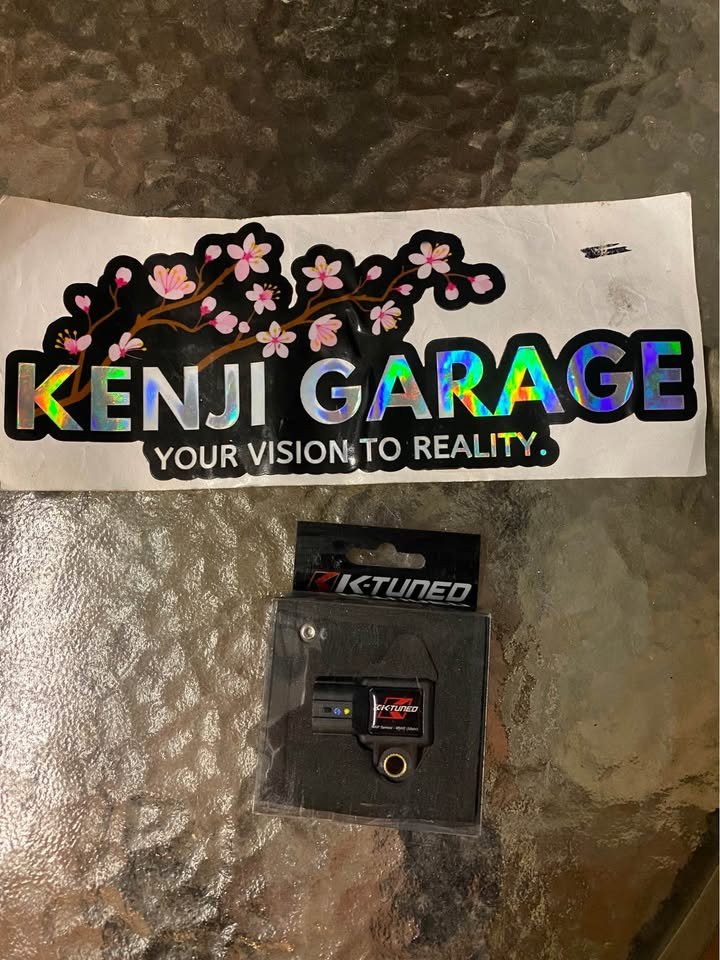 KENJI GARAGE
YOUR VISION TO REALITY.
K-TUNED
K-TUNED